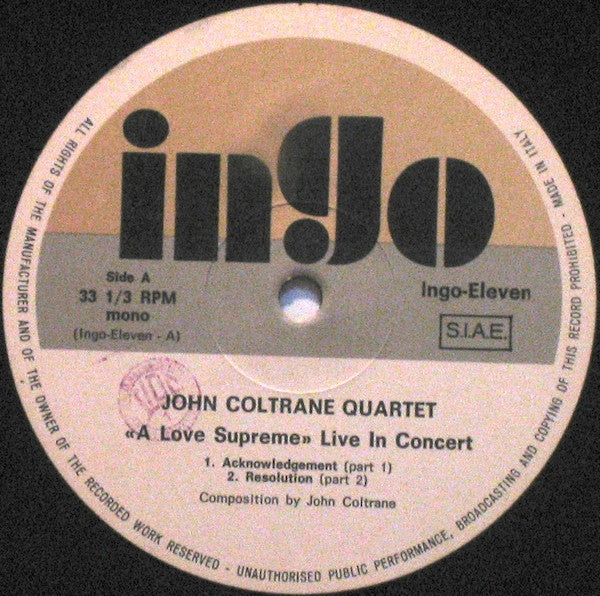 ingo
Side A
33 1/3 RPM
mono
(Ingo-Eleven - A)
Ingo-Eleven
S.I.A.E.
JOHN COLTRANE QUARTET
«A Love Supreme» Live In Concert
1. Acknowledgement (part 1)
2. Resolution (part 2)
Composition by John Coltrane
ALL RIGHTS OF THE MANUFACTURER AND OF THE OWNER OF THE RECORDED WORK RESERVED - UNAUTHORISED PUBLIC PERFORMANCE, BROADCASTING AND COPYING OF THIS RECORD PROHIBITED - MADE IN ITALY